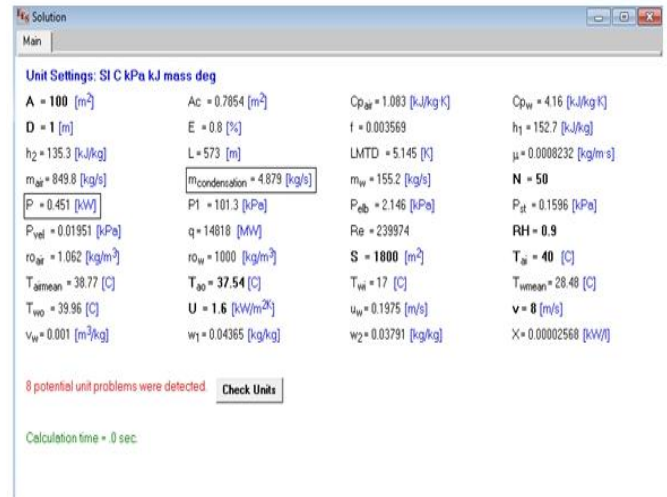 EES Solution
Main
Unit Settings: SI C kPa kJ mass deg
A = 100 [m²] Ac = 0.7854 [m²] Cp_air = 1.083 [kJ/kg·K] Cp_w = 4.16 [kJ/kg·K]
D = 1 [m] E = 0.8 [%] f = 0.003569 h₁ = 152.7 [kJ/kg]
h₂ = 135.3 [kJ/kg] L = 573 [m] LMTD = 5.145 [K] μ = 0.0008232 [kg/m·s]
m_air = 849.8 [kg/s] m_condensation = 4.879 [kg/s] m_w = 155.2 [kg/s] N = 50
P = 0.451 [kW] P1 = 101.3 [kPa] P_elb = 2.146 [kPa] P_st = 0.1596 [kPa]
P_vel = 0.01951 [kPa] q = 14818 [MW] Re = 239974 RH = 0.9
ro_air = 1.062 [kg/m³] ro_w = 1000 [kg/m³] S = 1800 [m²] T_ai = 40 [C]
T_airmean = 38.77 [C] T_ao = 37.54 [C] T_wi = 17 [C] T_wmean = 28.48 [C]
T_wo = 39.96 [C] U = 1.6 [kW/m²ᴷ] u_w = 0.1975 [m/s] v = 8 [m/s]
v_w = 0.001 [m³/kg] w₁ = 0.04365 [kg/kg] w₂ = 0.03791 [kg/kg] X = 0.00002568 [kW/l]
8 potential unit problems were detected. Check Units
Calculation time = .0 sec.